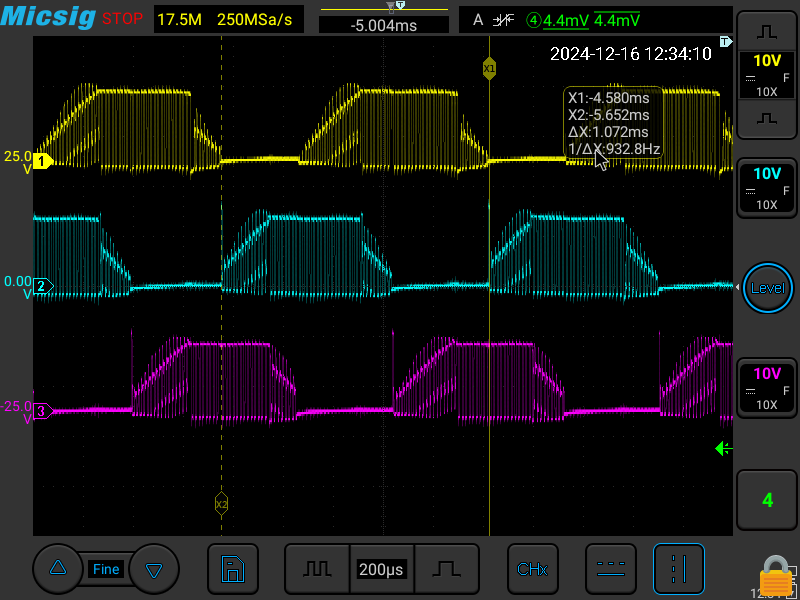 Micsig STOP 17.5M 250MSa/s -5.004ms T A 4 4.4mV 4.4mV
2024-12-16 12:34:10 T
X1
X1:-4.580ms
X2:-5.652ms
ΔX:1.072ms
1/ΔX:932.8Hz
10V
F
10X
25.0 V 1
10V
F
10X
0.00 V 2
Level
10V
F
10X
-25.0 V 3
X2
4
Fine
200µs
CHx